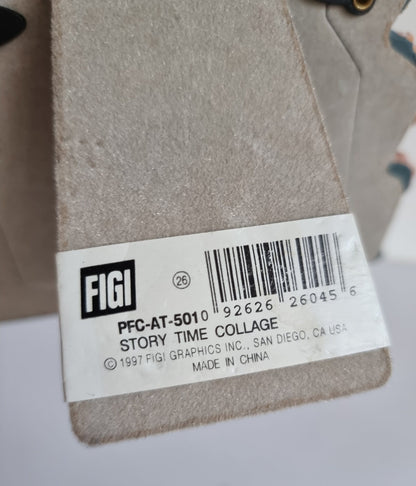 FIGI
26
PFC-AT-5010
0 92626 26045 6
STORY TIME COLLAGE
© 1997 FIGI GRAPHICS INC., SAN DIEGO, CA USA
MADE IN CHINA